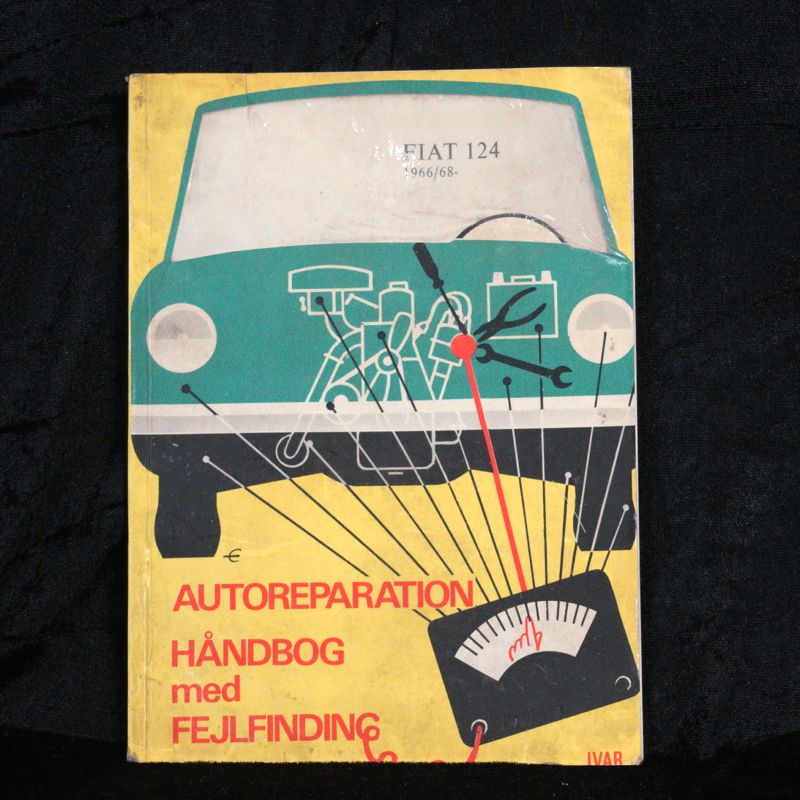 FIAT 124
1966/68-
AUTOREPARATION
HÅNDBOG
med
FEJLFINDING
IVAR